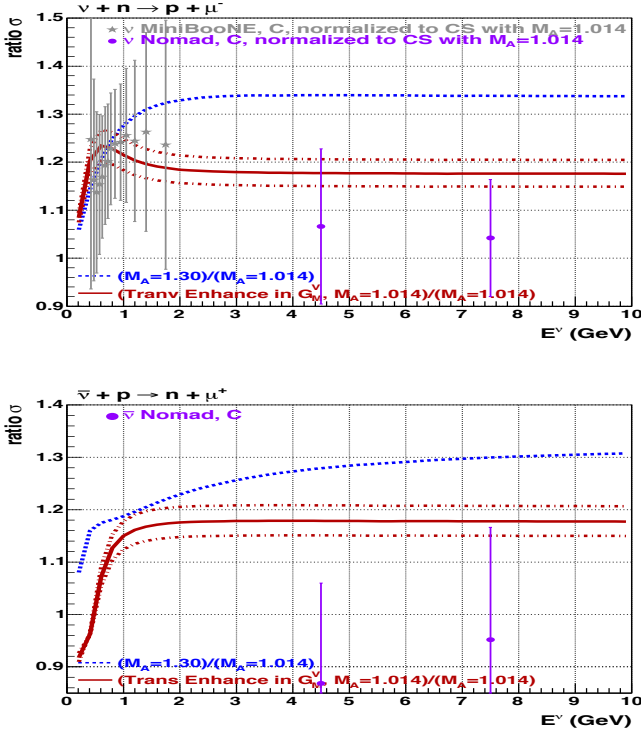 ν + n → p + μ⁻
ratio σ
ν MiniBooNE, C, normalized to CS with M_A=1.014
ν Nomad, C, normalized to CS with M_A=1.014
1.5
1.4
1.3
1.2
1.1
1
0.9
(M_A=1.30)/(M_A=1.014)
(Tranv Enhance in G_M^V, M_A=1.014)/(M_A=1.014)
0 1 2 3 4 5 6 7 8 9 10
E^ν (GeV)
ν̅ + p → n + μ⁺
ratio σ
ν̅ Nomad, C
1.4
1.3
1.2
1.1
1
0.9
(M_A=1.30)/(M_A=1.014)
(Trans Enhance in G_M^V, M_A=1.014)/(M_A=1.014)
0 1 2 3 4 5 6 7 8 9 10
E^ν (GeV)